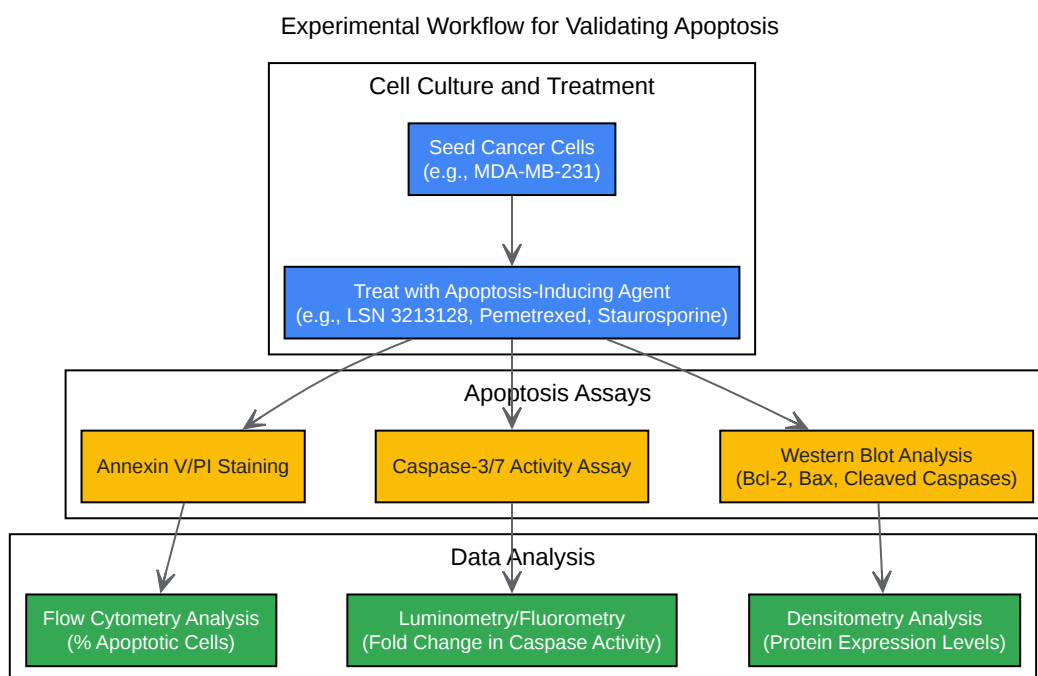 Experimental Workflow for Validating Apoptosis
Cell Culture and Treatment
Seed Cancer Cells
(e.g., MDA-MB-231)
Treat with Apoptosis-Inducing Agent
(e.g., LSN 3213128, Pemetrexed, Staurosporine)
Apoptosis Assays
Annexin V/PI Staining
Caspase-3/7 Activity Assay
Western Blot Analysis
(Bcl-2, Bax, Cleaved Caspases)
Data Analysis
Flow Cytometry Analysis
(% Apoptotic Cells)
Luminometry/Fluorometry
(Fold Change in Caspase Activity)
Densitometry Analysis
(Protein Expression Levels)